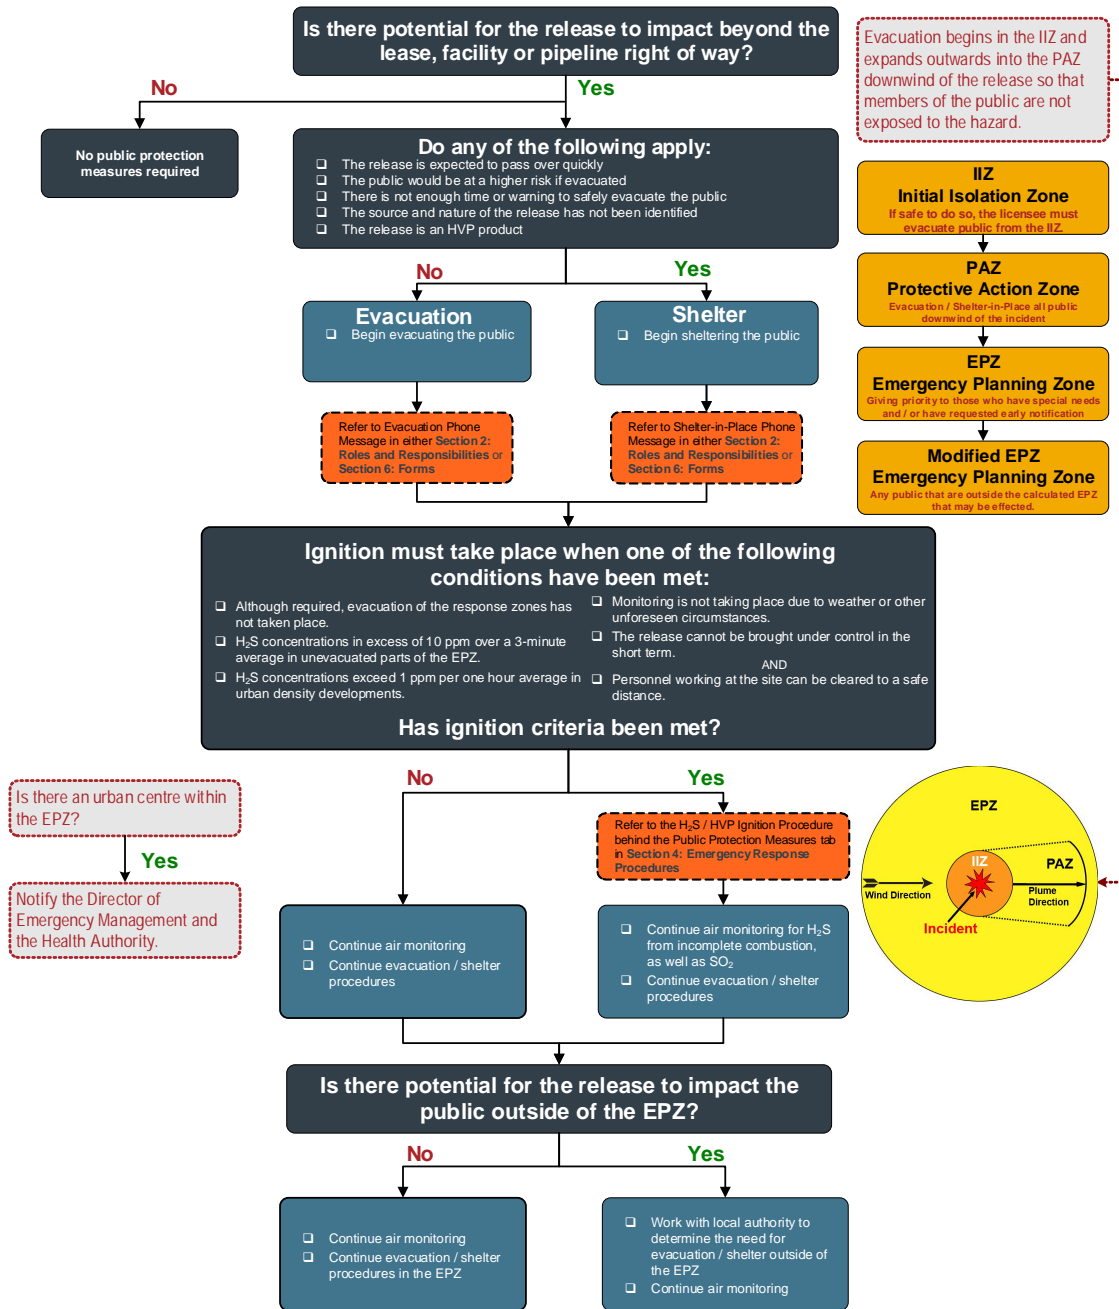 Is there potential for the release to impact beyond the
lease, facility or pipeline right of way?
No
Yes
No public protection
measures required
Do any of the following apply:
❑ The release is expected to pass over quickly
❑ The public would be at a higher risk if evacuated
❑ There is not enough time or warning to safely evacuate the public
❑ The source and nature of the release has not been identified
❑ The release is an HVP product
No
Yes
Evacuation
❑ Begin evacuating the public
Shelter
❑ Begin sheltering the public
Refer to Evacuation Phone
Message in either Section 2:
Roles and Responsibilities or
Section 6: Forms
Refer to Shelter-in-Place Phone
Message in either Section 2:
Roles and Responsibilities or
Section 6: Forms
Evacuation begins in the IIZ and
expands outwards into the PAZ
downwind of the release so that
members of the public are not
exposed to the hazard.
IIZ
Initial Isolation Zone
If safe to do so, the licensee must
evacuate public from the IIZ.
PAZ
Protective Action Zone
Evacuation / Shelter-in-Place all public
downwind of the incident
EPZ
Emergency Planning Zone
Giving priority to those who have special needs
and / or have requested early notification
Modified EPZ
Emergency Planning Zone
Any public that are outside the calculated EPZ
that may be effected.
Ignition must take place when one of the following
conditions have been met:
❑ Although required, evacuation of the response zones has
not taken place.
❑ H₂S concentrations in excess of 10 ppm over a 3-minute
average in unevacuated parts of the EPZ.
❑ H₂S concentrations exceed 1 ppm per one hour average in
urban density developments.
❑ Monitoring is not taking place due to weather or other
unforeseen circumstances.
❑ The release cannot be brought under control in the
short term.
AND
❑ Personnel working at the site can be cleared to a safe
distance.
Has ignition criteria been met?
No
Yes
Is there an urban centre within
the EPZ?
Yes
Notify the Director of
Emergency Management and
the Health Authority.
Refer to the H₂S / HVP Ignition Procedure
behind the Public Protection Measures tab
in Section 4: Emergency Response
Procedures
❑ Continue air monitoring
❑ Continue evacuation / shelter
procedures
❑ Continue air monitoring for H₂S
from incomplete combustion,
as well as SO₂
❑ Continue evacuation / shelter
procedures
EPZ
IIZ
PAZ
Wind Direction
Plume
Direction
Incident
Is there potential for the release to impact the
public outside of the EPZ?
No
Yes
❑ Continue air monitoring
❑ Continue evacuation / shelter
procedures in the EPZ
❑ Work with local authority to
determine the need for
evacuation / shelter outside of
the EPZ
❑ Continue air monitoring